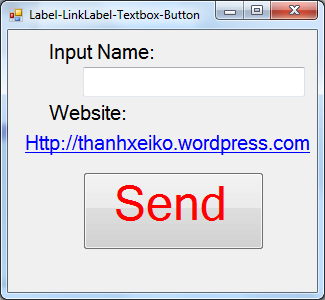 Label-LinkLabel-Textbox-Button
Input Name:
Website:
Http://thanhxeiko.wordpress.com
Send